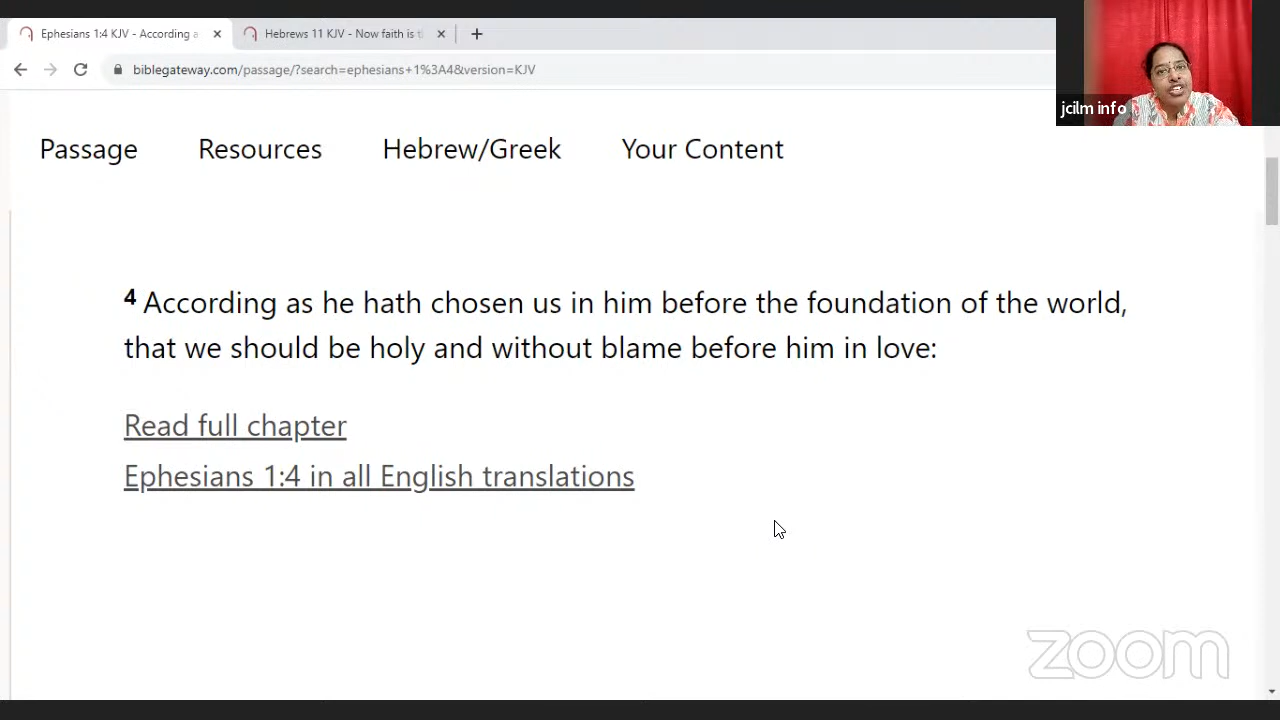 Ephesians 1:4 KJV - According a
Hebrews 11 KJV - Now faith is t
biblegateway.com/passage/?search=ephesians+1%3A4&version=KJV
jcilm info
Passage Resources Hebrew/Greek Your Content
4 According as he hath chosen us in him before the foundation of the world,
that we should be holy and without blame before him in love:
Read full chapter
Ephesians 1:4 in all English translations
zoom